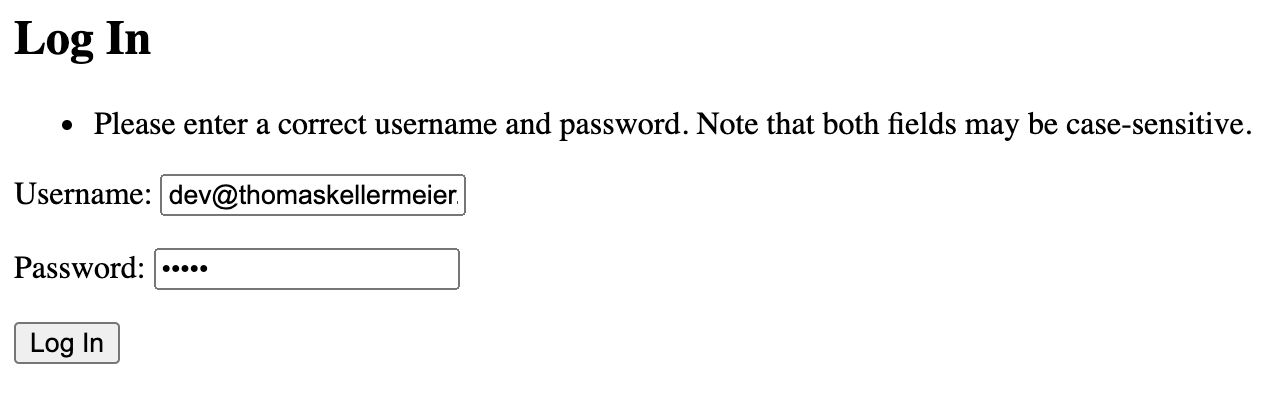 Log In
• Please enter a correct username and password. Note that both fields may be case-sensitive.
Username: dev@thomaskellermeier.
Password: •••••
Log In